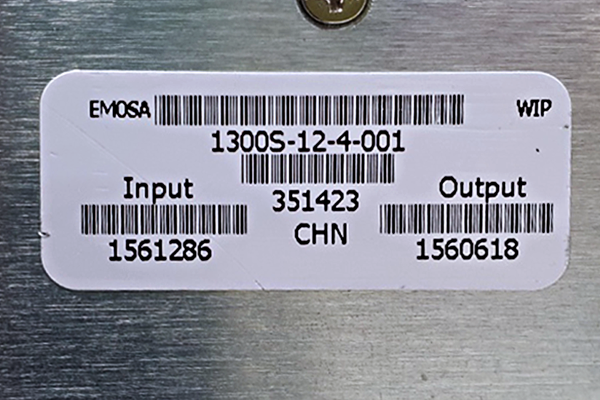 EMOSA WIP
1300S-12-4-001
Input 351423 Output
1561286 CHN 1560618